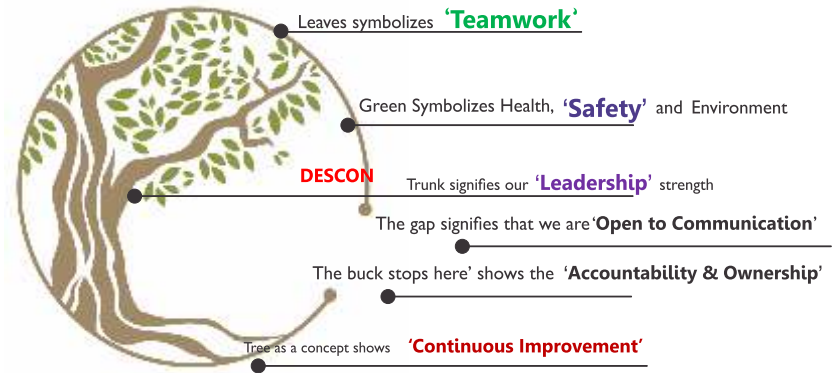 Leaves symbolizes ‘Teamwork’
Green Symbolizes Health, ‘Safety’ and Environment
DESCON
Trunk signifies our ‘Leadership’ strength
The gap signifies that we are ‘Open to Communication’
The buck stops here’ shows the ‘Accountability & Ownership’
Tree as a concept shows ‘Continuous Improvement’